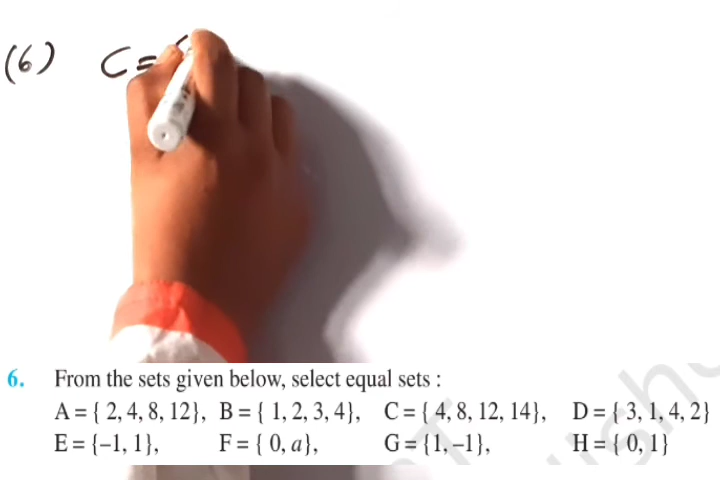 (6) C =
6. From the sets given below, select equal sets :
A = { 2, 4, 8, 12}, B = { 1, 2, 3, 4}, C = { 4, 8, 12, 14}, D = { 3, 1, 4, 2}
E = {–1, 1}, F = { 0, a}, G = {1, –1}, H = { 0, 1}